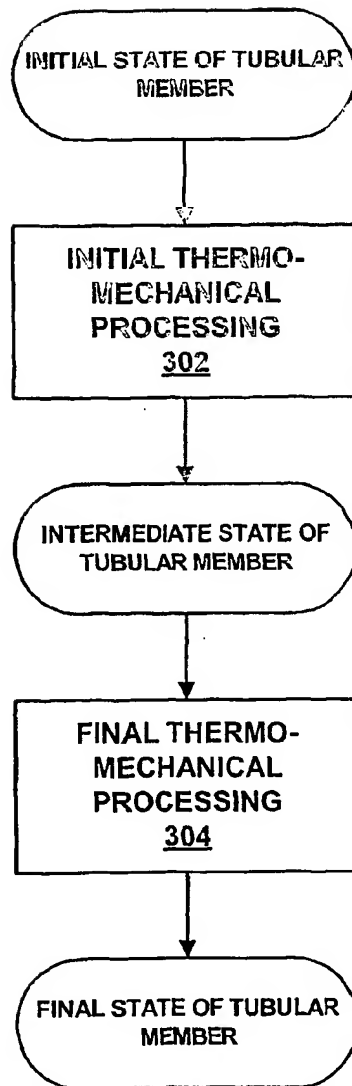 INITIAL STATE OF TUBULAR
MEMBER
INITIAL THERMO-
MECHANICAL
PROCESSING
302
INTERMEDIATE STATE OF
TUBULAR MEMBER
FINAL THERMO-
MECHANICAL
PROCESSING
304
FINAL STATE OF TUBULAR
MEMBER